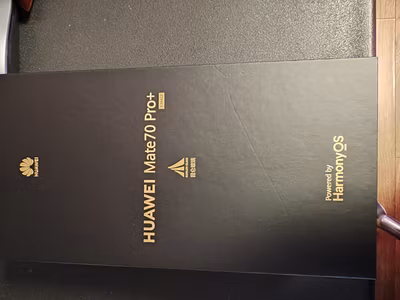 HUAWEI
HUAWEI Mate70 Pro+
Powered by
HarmonyOS